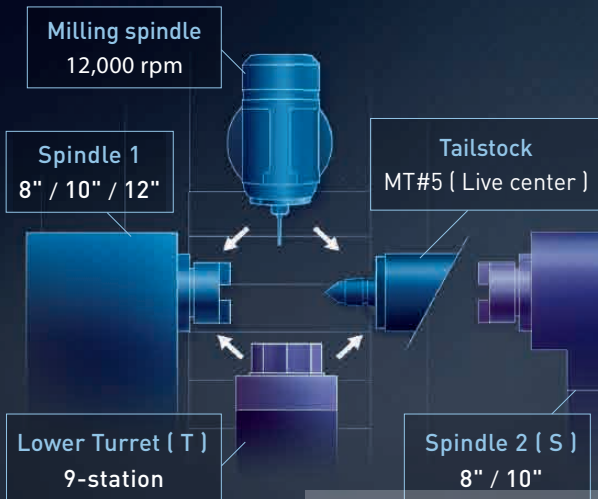 Milling spindle
12,000 rpm
Spindle 1
8" / 10" / 12"
Tailstock
MT#5 ( Live center )
Lower Turret ( T )
9-station
Spindle 2 ( S )
8" / 10"